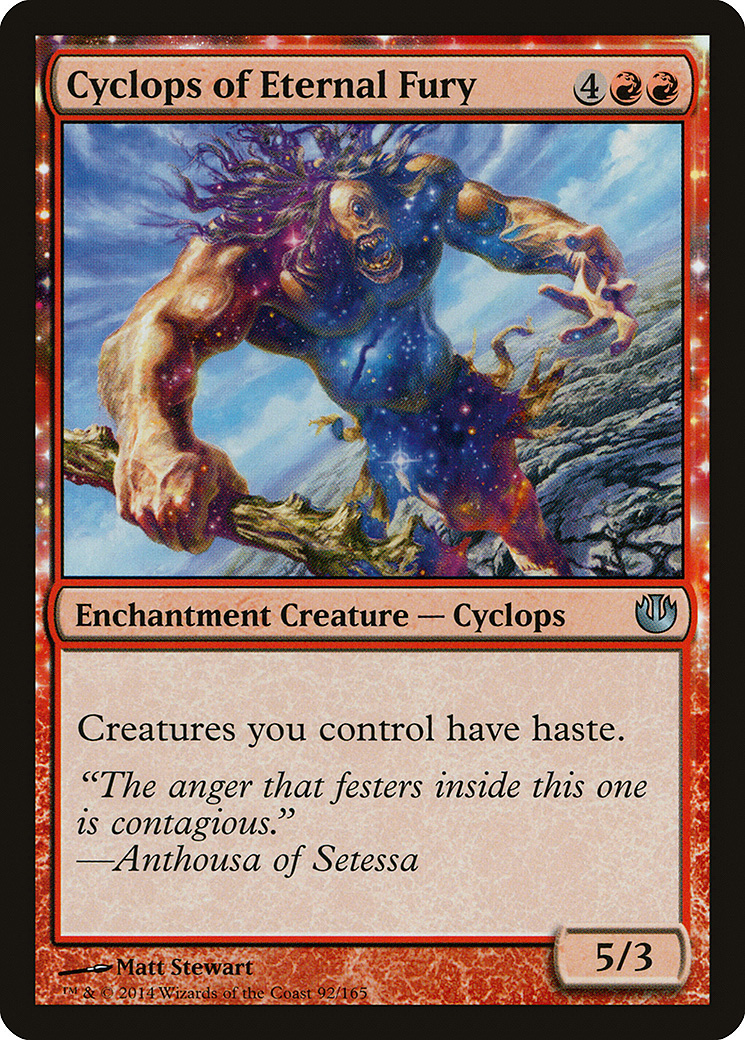 Cyclops of Eternal Fury 4
Enchantment Creature — Cyclops
Creatures you control have haste.
“The anger that festers inside this one
is contagious.”
—Anthousa of Setessa
5/3
Matt Stewart
™ & © 2014 Wizards of the Coast 92/165